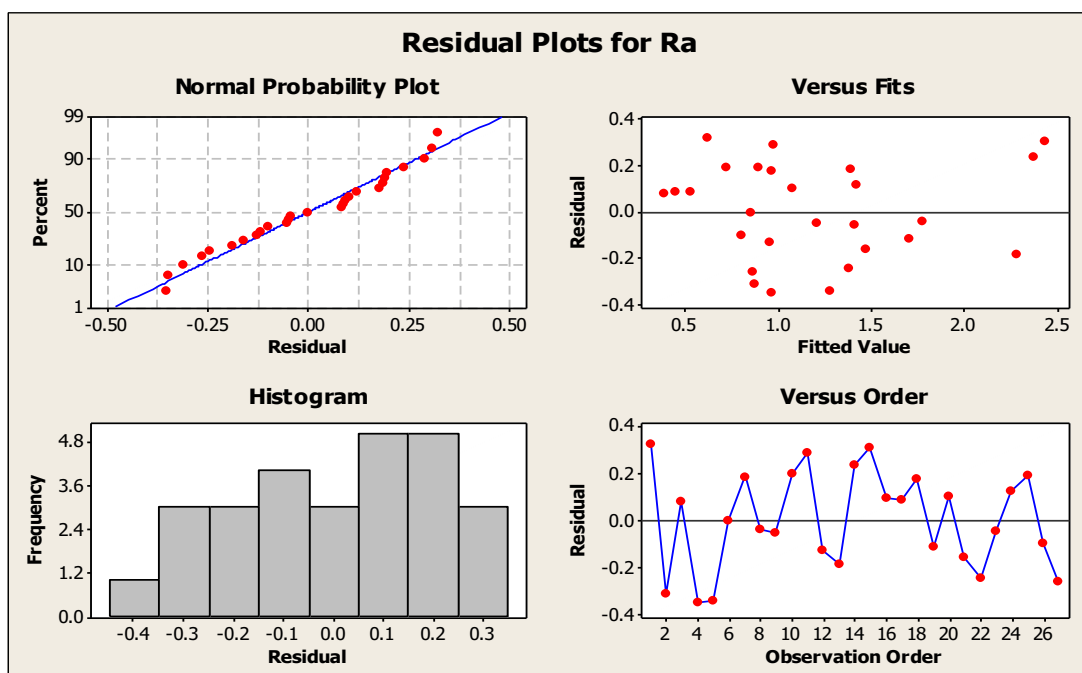 Residual Plots for Ra
Normal Probability Plot
99
90
50
10
1
Percent
-0.50 -0.25 0.00 0.25 0.50
Residual
Versus Fits
0.4
0.2
0.0
-0.2
-0.4
Residual
0.5 1.0 1.5 2.0 2.5
Fitted Value
Histogram
4.8
3.6
2.4
1.2
0.0
Frequency
-0.4 -0.3 -0.2 -0.1 0.0 0.1 0.2 0.3
Residual
Versus Order
0.4
0.2
0.0
-0.2
-0.4
Residual
2 4 6 8 10 12 14 16 18 20 22 24 26
Observation Order